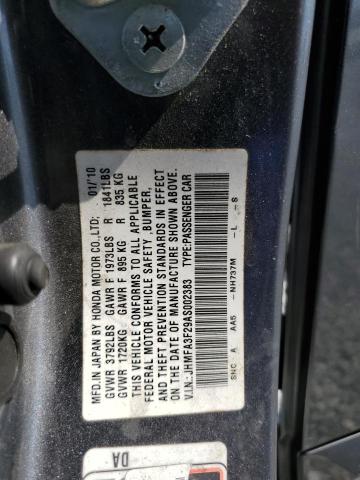 MFD.IN JAPAN BY HONDA MOTOR CO.,LTD; 01/'10
GVWR 3792LBS GAWR F 1973LBS R 1841LBS
GVWR 1720KG GAWR F 895 KG R 835 KG
THIS VEHICLE CONFORMS TO ALL APPLICABLE
FEDERAL MOTOR VEHICLE SAFETY ,BUMPER,
AND THEFT PREVENTION STANDARDS IN EFFECT
ON THE DATE OF MANUFACTURE SHOWN ABOVE.
V.I.N.: JHMFA3F29AS002383 TYPE:PASSENGER CAR
SNC A AA5 -NH737M -L -S
DA